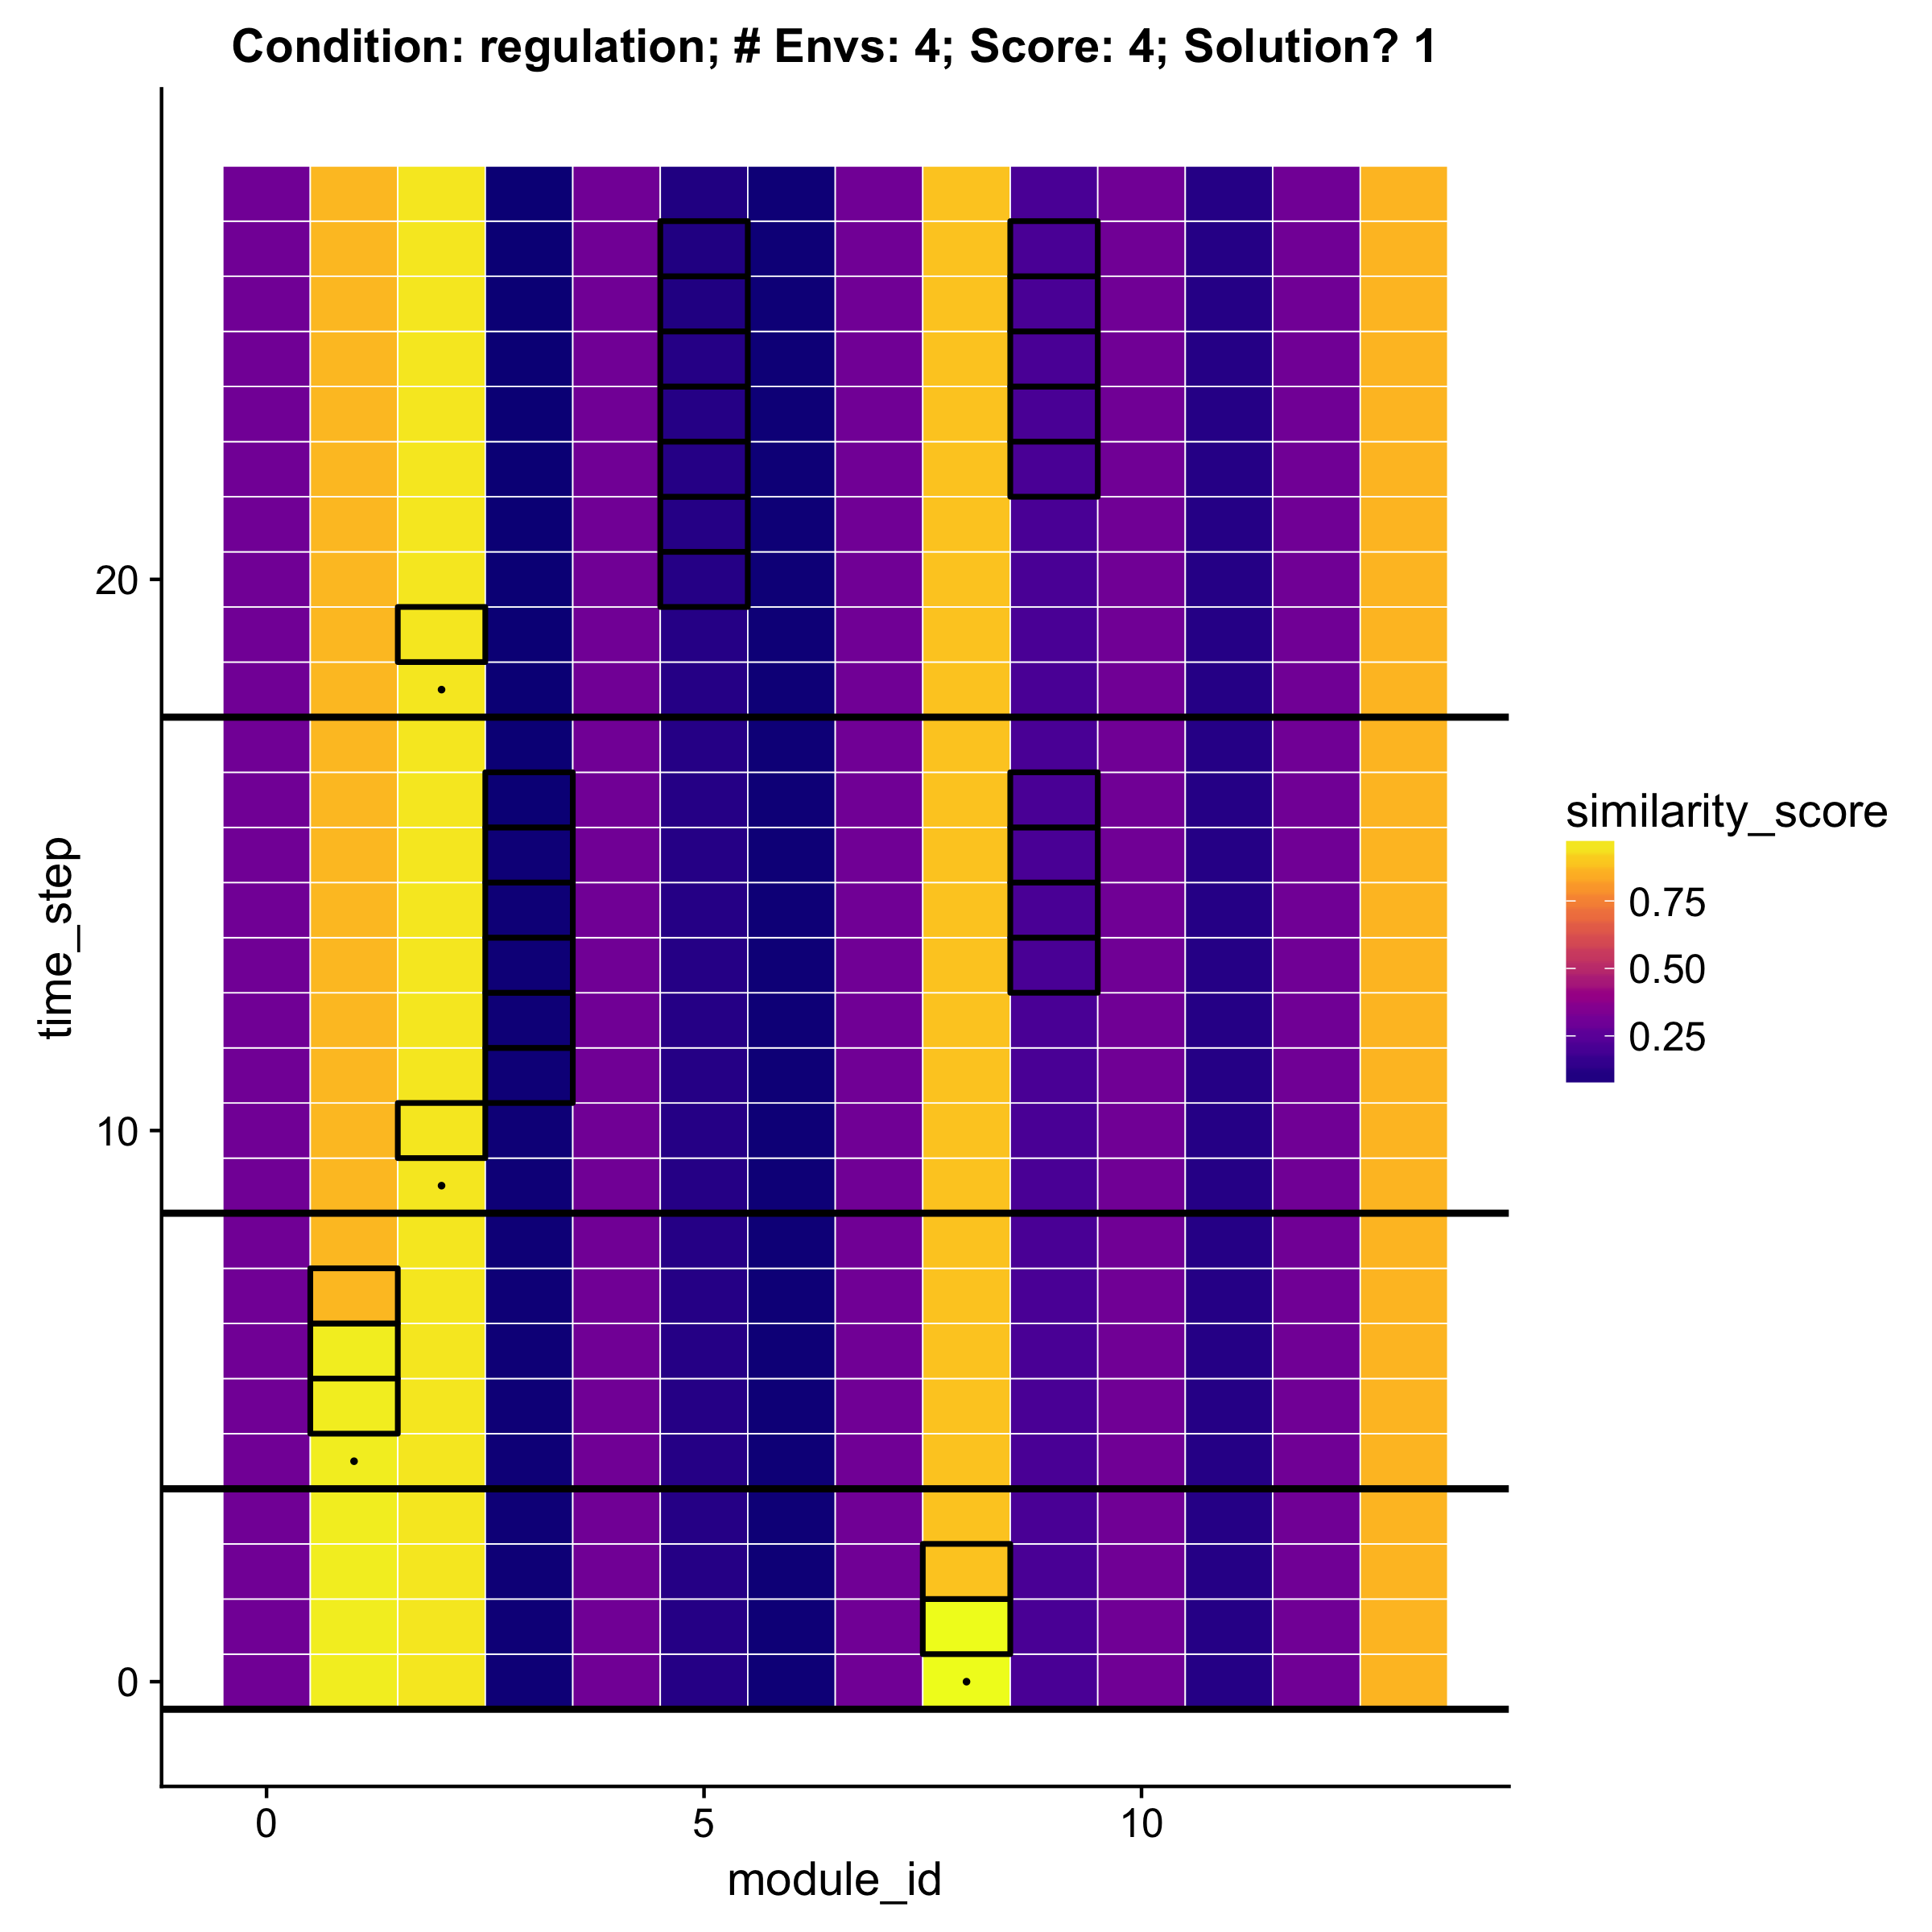 Condition: regulation; # Envs: 4; Score: 4; Solution? 1
time_step
20
10
0
0
5
10
module_id
similarity_score
0.75
0.50
0.25